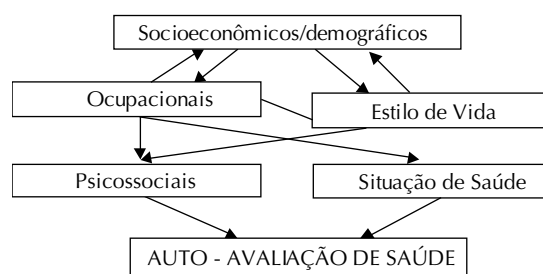 Socioeconômicos/demográficos
Ocupacionais
Estilo de Vida
Psicossociais
Situação de Saúde
AUTO - AVALIAÇÃO DE SAÚDE